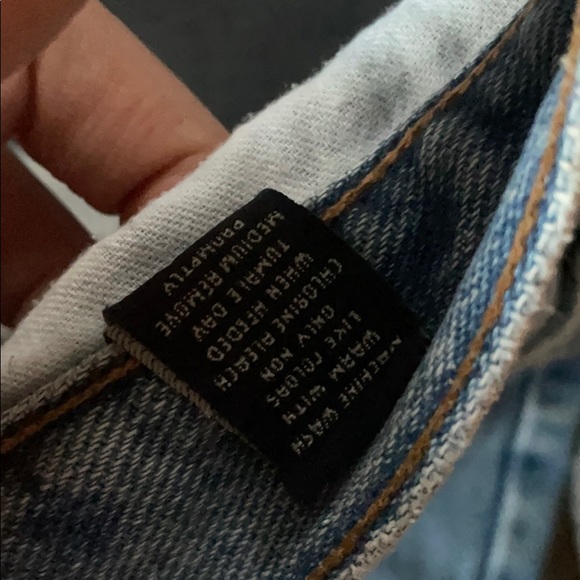 MACHINE WASH
WARM WITH
LIKE COLORS
ONLY NON
CHLORINE BLEACH
WHEN NEEDED
TUMBLE DRY
MEDIUM REMOVE
PROMPTLY